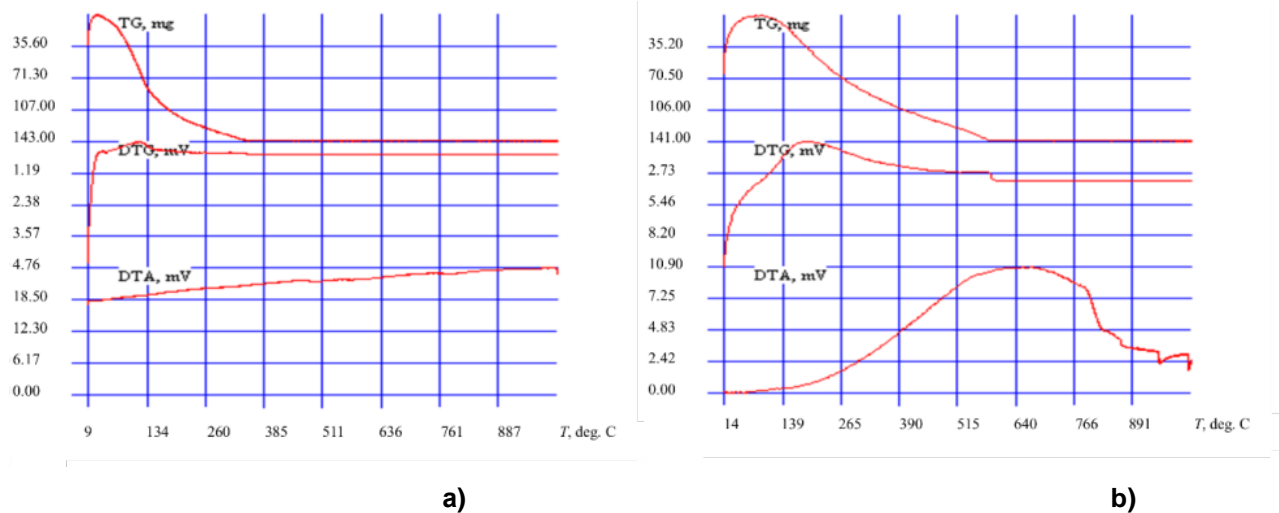 TG, mg
35.60
71.30
107.00
143.00
DTG, mV
1.19
2.38
3.57
4.76
DTA, mV
18.50
12.30
6.17
0.00
9 134 260 385 511 636 761 887 T, deg. C
a)
TG, mg
35.20
70.50
106.00
141.00
DTG, mV
2.73
5.46
8.20
10.90
DTA, mV
7.25
4.83
2.42
0.00
14 139 265 390 515 640 766 891 T, deg. C
b)